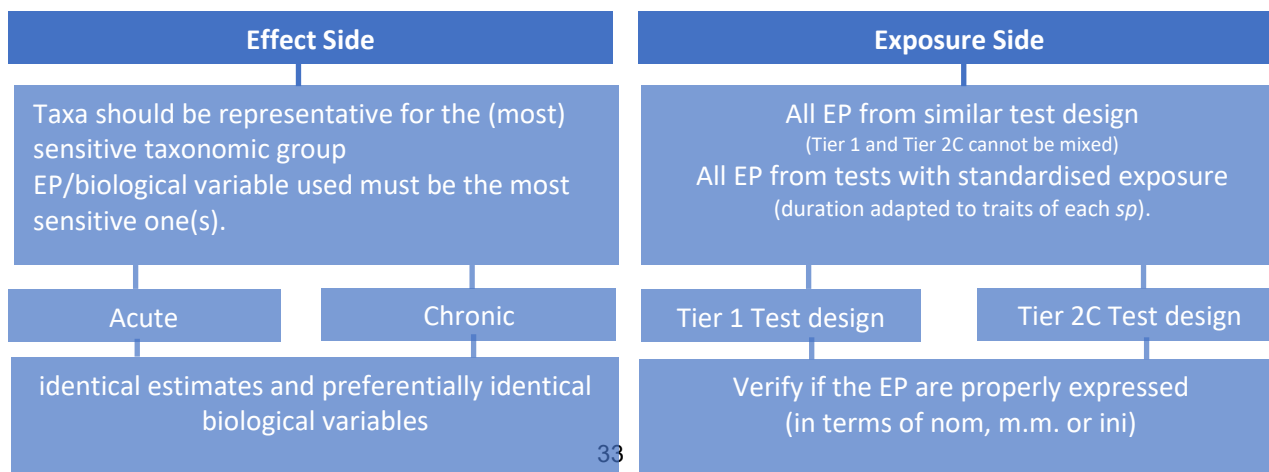 Effect Side
Taxa should be representative for the (most)
sensitive taxonomic group
EP/biological variable used must be the most
sensitive one(s).
Acute
Chronic
identical estimates and preferentially identical
biological variables
Exposure Side
All EP from similar test design
(Tier 1 and Tier 2C cannot be mixed)
All EP from tests with standardised exposure
(duration adapted to traits of each sp).
Tier 1 Test design
Tier 2C Test design
Verify if the EP are properly expressed
(in terms of nom, m.m. or ini)
33